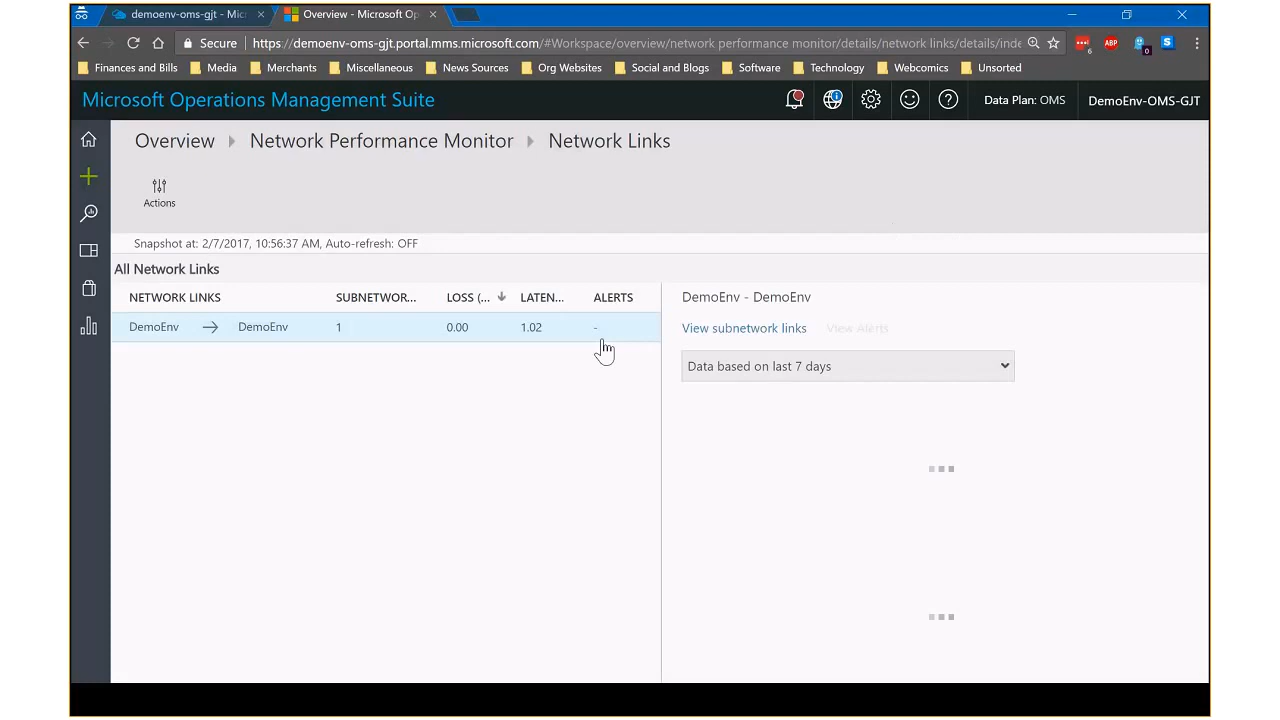 demoenv-oms-gjt - Mic
Overview - Microsoft Op
Secure
https://demoenv-oms-gjt.portal.mms.microsoft.com/#Workspace/overview/network performance monitor/details/network links/details/inde
6
ABP
0
S
Finances and Bills
Media
Merchants
Miscellaneous
News Sources
Org Websites
Social and Blogs
Software
Technology
Webcomics
Unsorted
Microsoft Operations Management Suite
Data Plan: OMS
DemoEnv-OMS-GJT
Overview
Network Performance Monitor
Network Links
Actions
Snapshot at: 2/7/2017, 10:56:37 AM, Auto-refresh: OFF
All Network Links
NETWORK LINKS SUBNETWOR... LOSS (... LATEN... ALERTS
DemoEnv → DemoEnv 1 0.00 1.02 -
DemoEnv - DemoEnv
View subnetwork links View Alerts
Data based on last 7 days